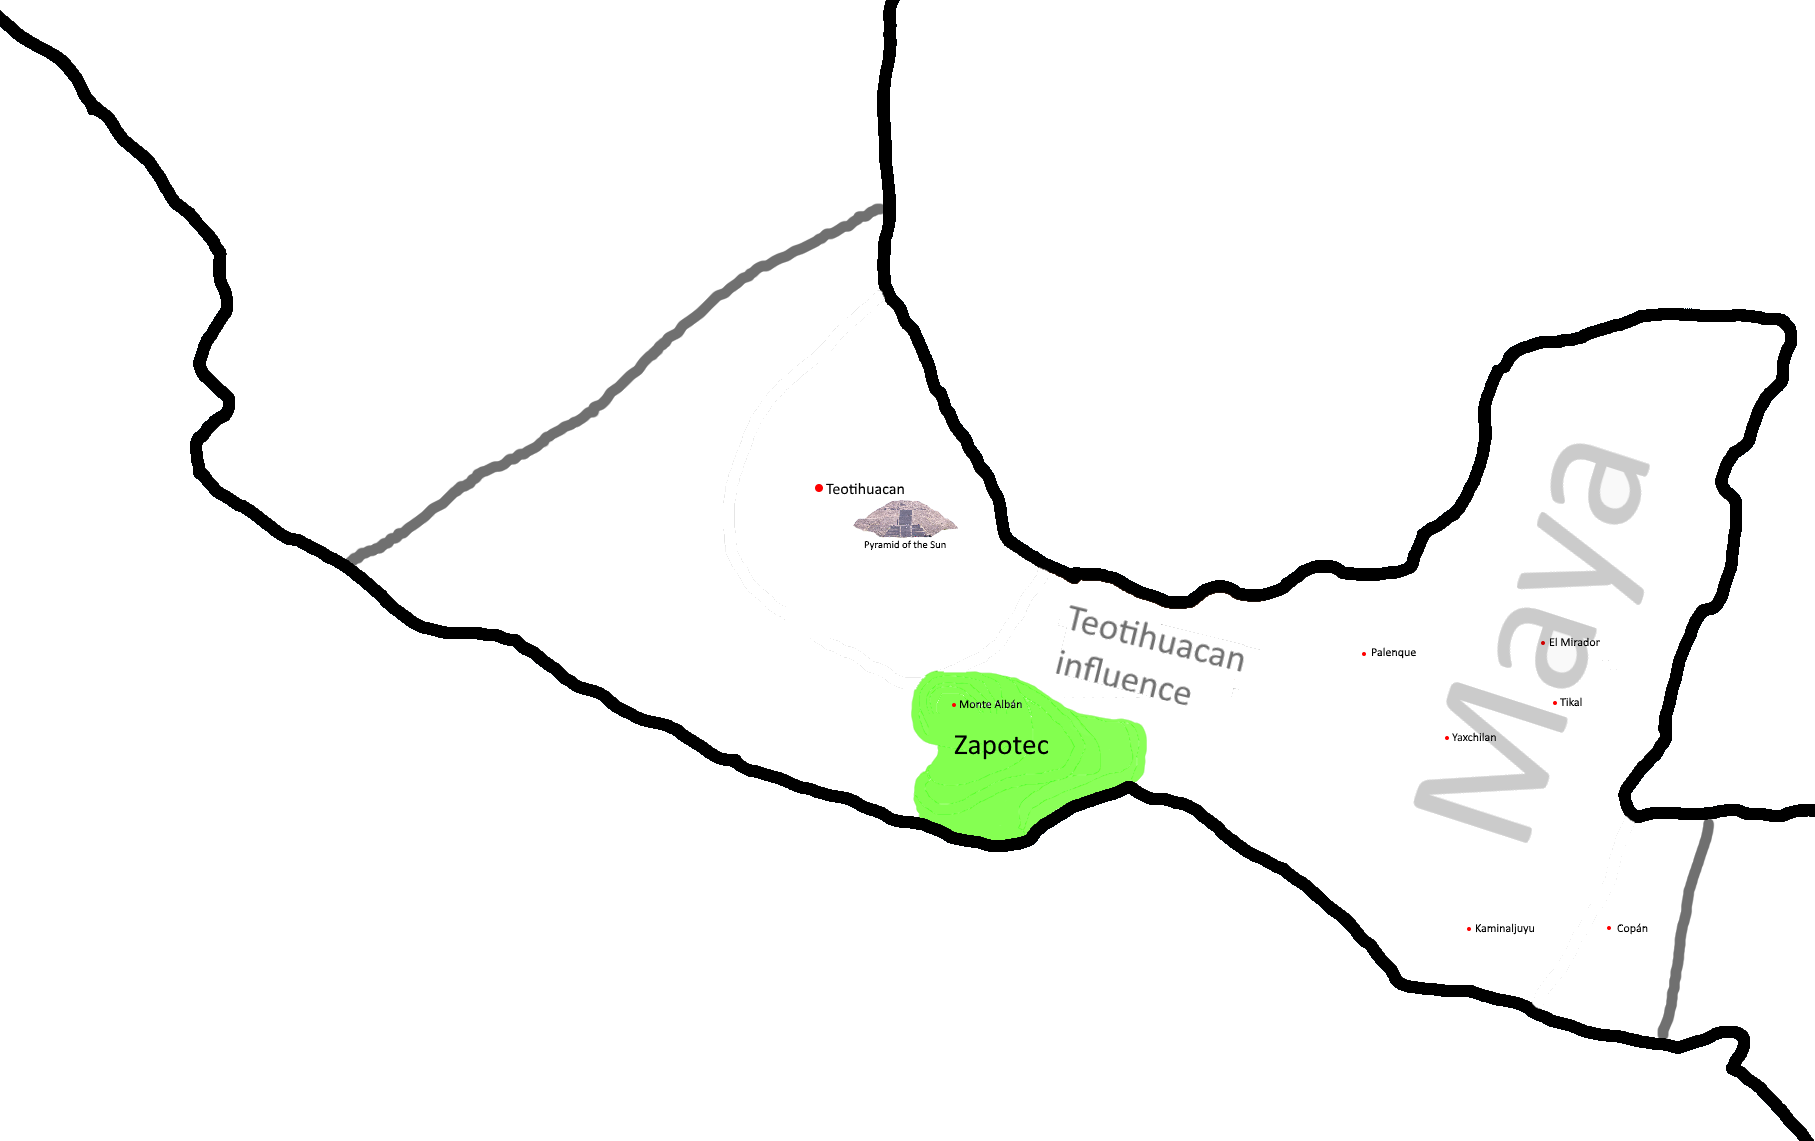 Teotihuacan
Pyramid of the Sun
Teotihuacan
influence
Monte Albán
Zapotec
Maya
Palenque
El Mirador
Tikal
Yaxchilan
Kaminaljuyu
Copán